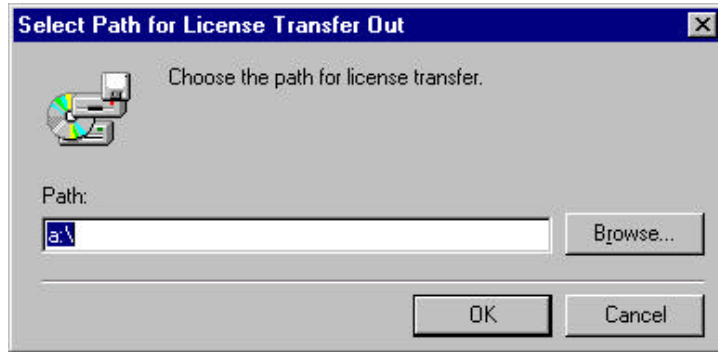 Select Path for License Transfer Out
Choose the path for license transfer.
Path:
a:\
Browse...
OK
Cancel